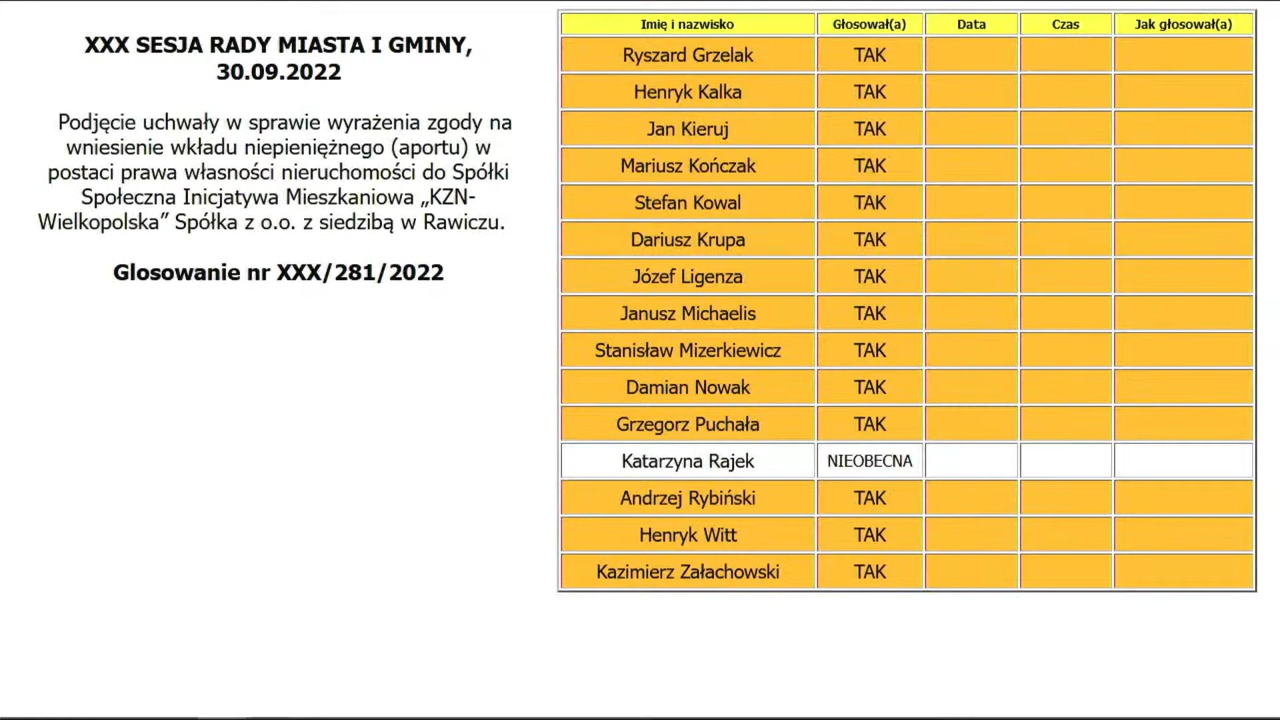 XXX SESJA RADY MIASTA I GMINY,
30.09.2022
Podjęcie uchwały w sprawie wyrażenia zgody na
wniesienie wkładu niepieniężnego (aportu) w
postaci prawa własności nieruchomości do Spółki
Społeczna Inicjatywa Mieszkaniowa „KZN-
Wielkopolska” Spółka z o.o. z siedzibą w Rawiczu.
Glosowanie nr XXX/281/2022
Imię i nazwisko Głosował(a) Data Czas Jak głosował(a)
Ryszard Grzelak TAK
Henryk Kalka TAK
Jan Kieruj TAK
Mariusz Kończak TAK
Stefan Kowal TAK
Dariusz Krupa TAK
Józef Ligenza TAK
Janusz Michaelis TAK
Stanisław Mizerkiewicz TAK
Damian Nowak TAK
Grzegorz Puchała TAK
Katarzyna Rajek NIEOBECNA
Andrzej Rybiński TAK
Henryk Witt TAK
Kazimierz Załachowski TAK